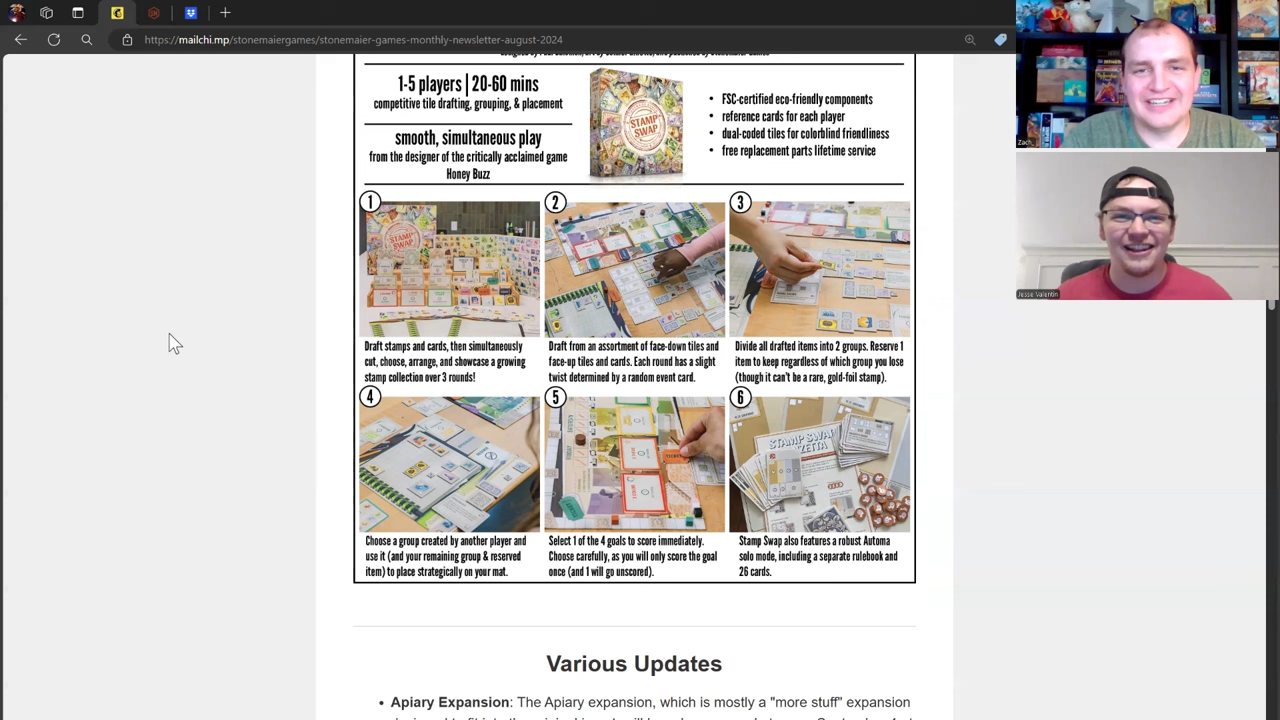 https://mailchi.mp/stonemaiergames/stonemaier-games-monthly-newsletter-august-2024
1-5 players | 20-60 mins
competitive tile drafting, grouping, & placement
smooth, simultaneous play
from the designer of the critically acclaimed game
Honey Buzz
STAMP
SWAP
• FSC-certified eco-friendly components
• reference cards for each player
• dual-coded tiles for colorblind friendliness
• free replacement parts lifetime service
Zach
Jesse Valentin
1
STAMP
SWAP
Draft stamps and cards, then simultaneously
cut, choose, arrange, and showcase a growing
stamp collection over 3 rounds!
2
Draft from an assortment of face-down tiles and
face-up tiles and cards. Each round has a slight
twist determined by a random event card.
3
Divide all drafted items into 2 groups. Reserve 1
item to keep regardless of which group you lose
(though it can't be a rare, gold-foil stamp).
4
Choose a group created by another player and
use it (and your remaining group & reserved
item) to place strategically on your mat.
5
Select 1 of the 4 goals to score immediately.
Choose carefully, as you will only score the goal
once (and 1 will go unscored).
6
STAMP SWAP
Stamp Swap also features a robust Automa
solo mode, including a separate rulebook and
26 cards.
Various Updates
• Apiary Expansion: The Apiary expansion, which is mostly a "more stuff" expansion